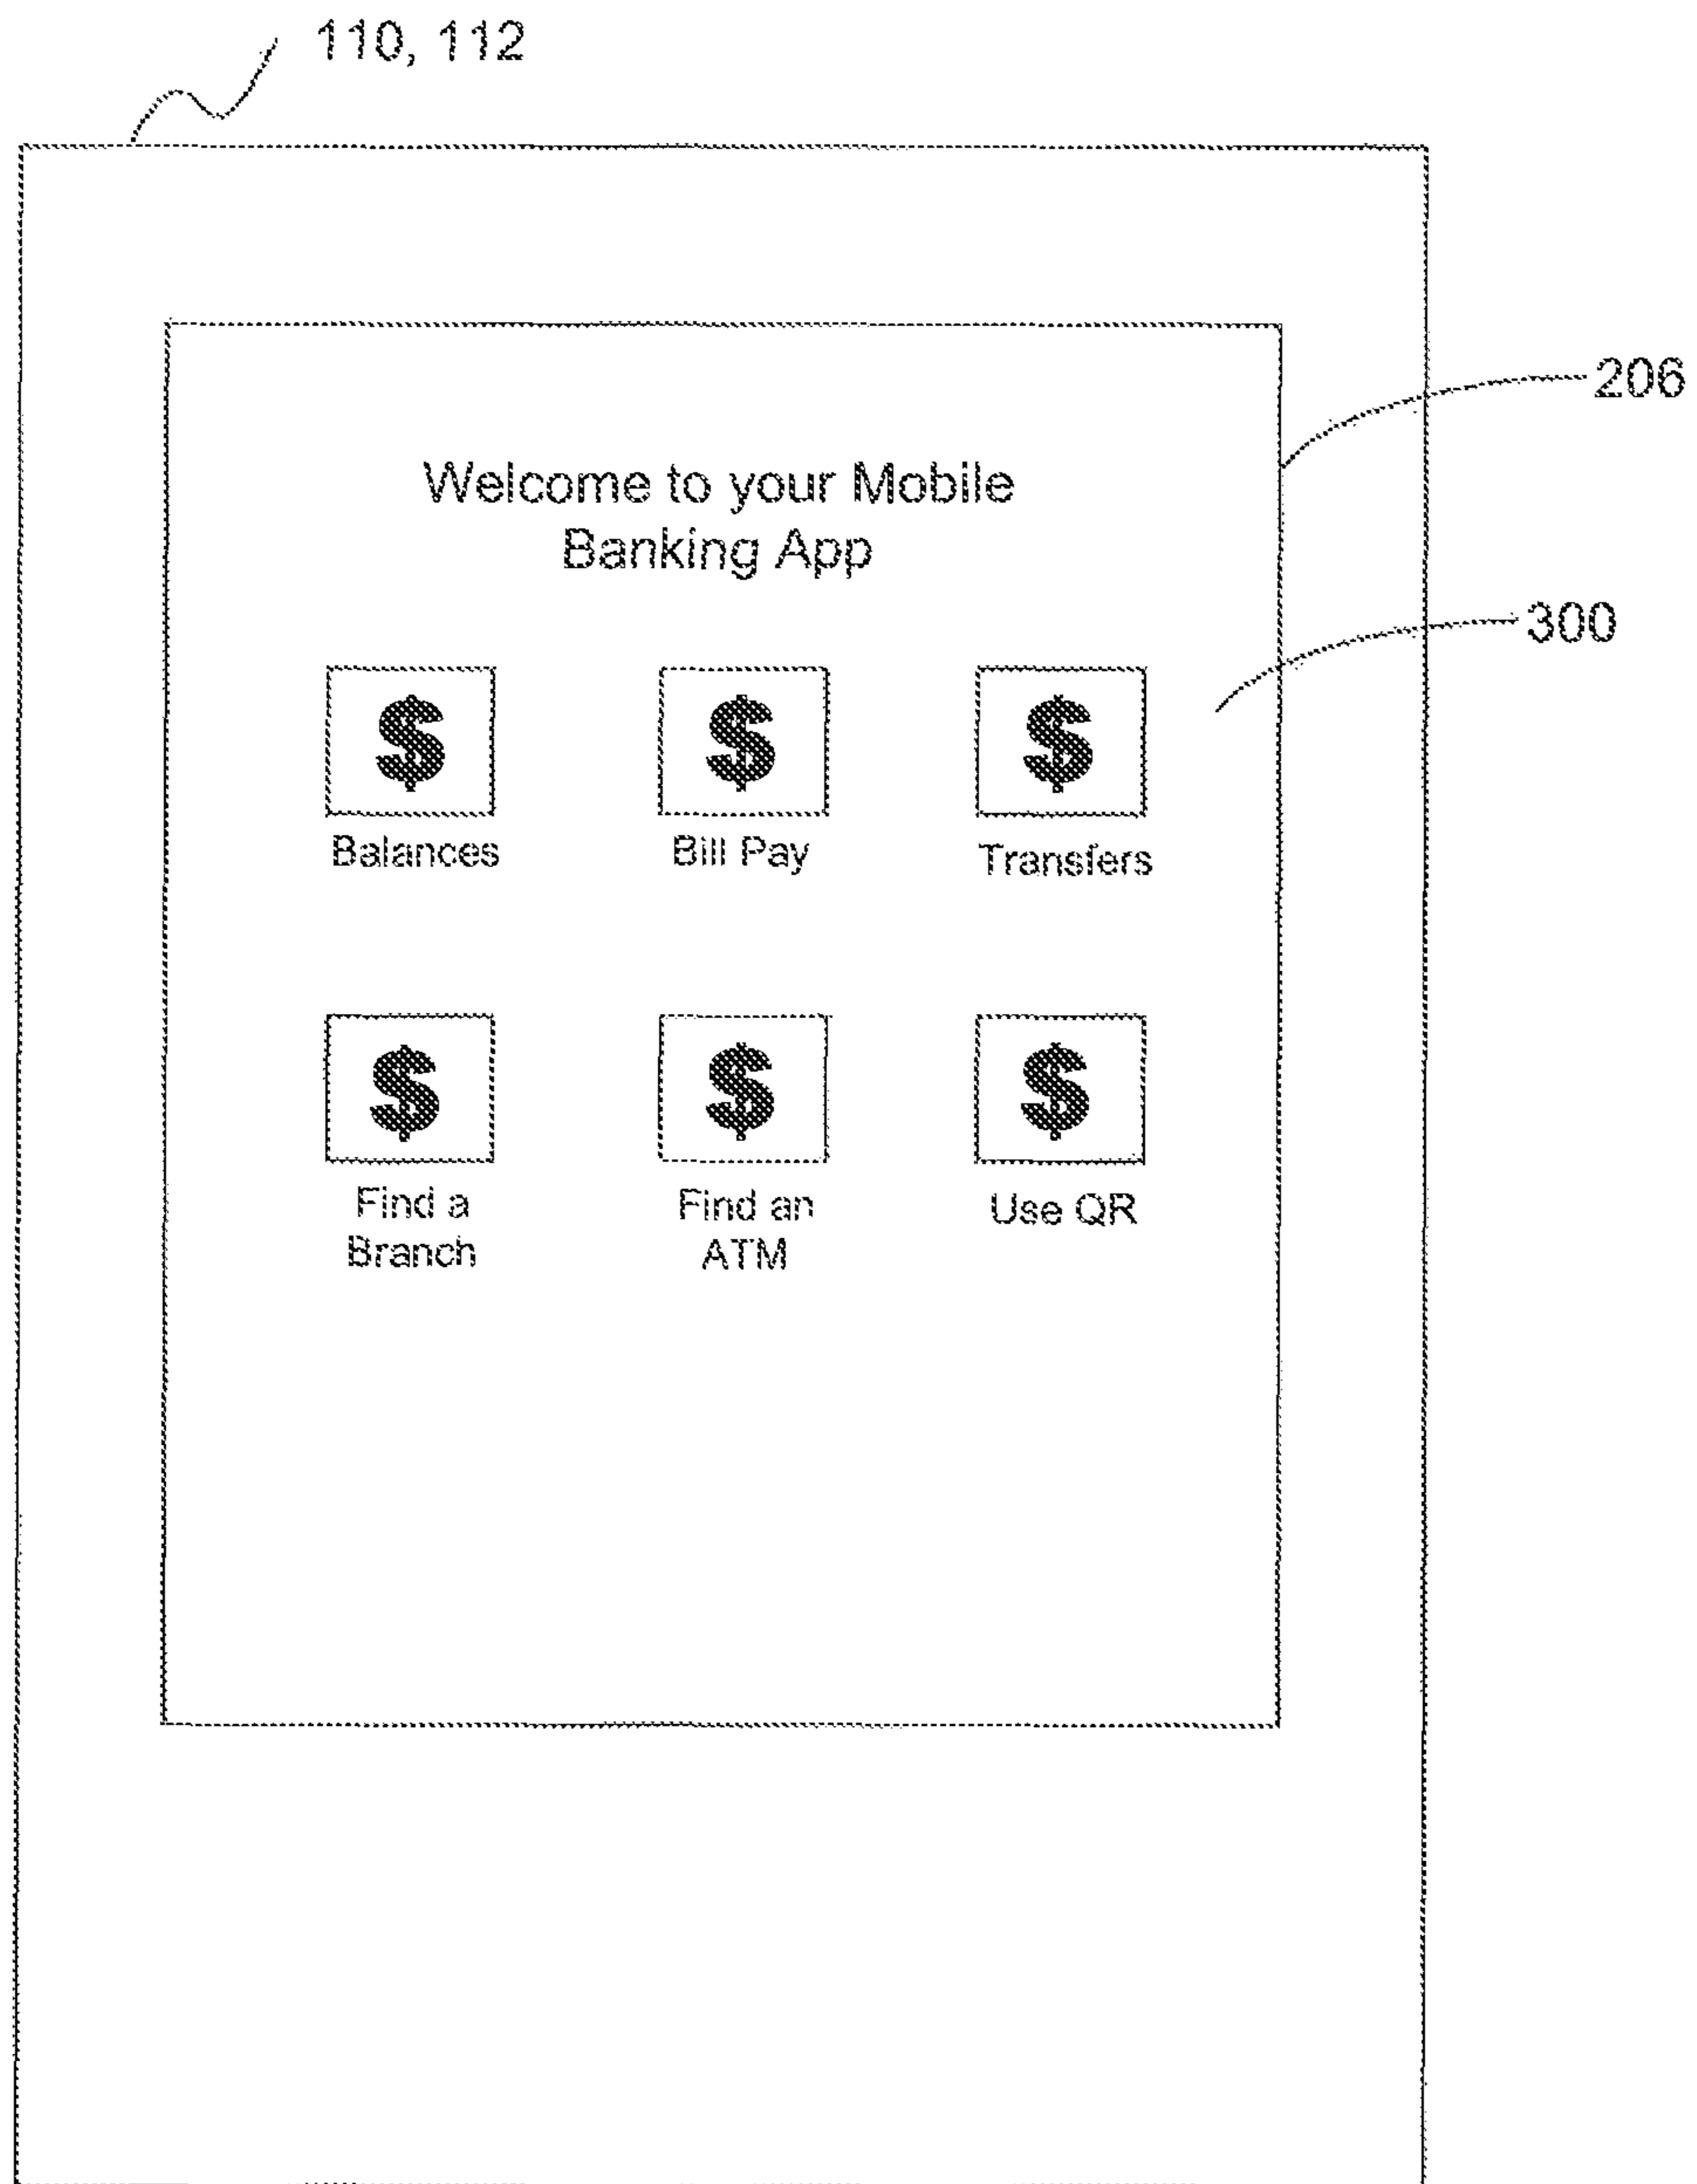 110, 112
206
Welcome to your Mobile
Banking App
300
$ $ $
Balances Bill Pay Transfers
$ $ $
Find a Find an Use QR
Branch ATM